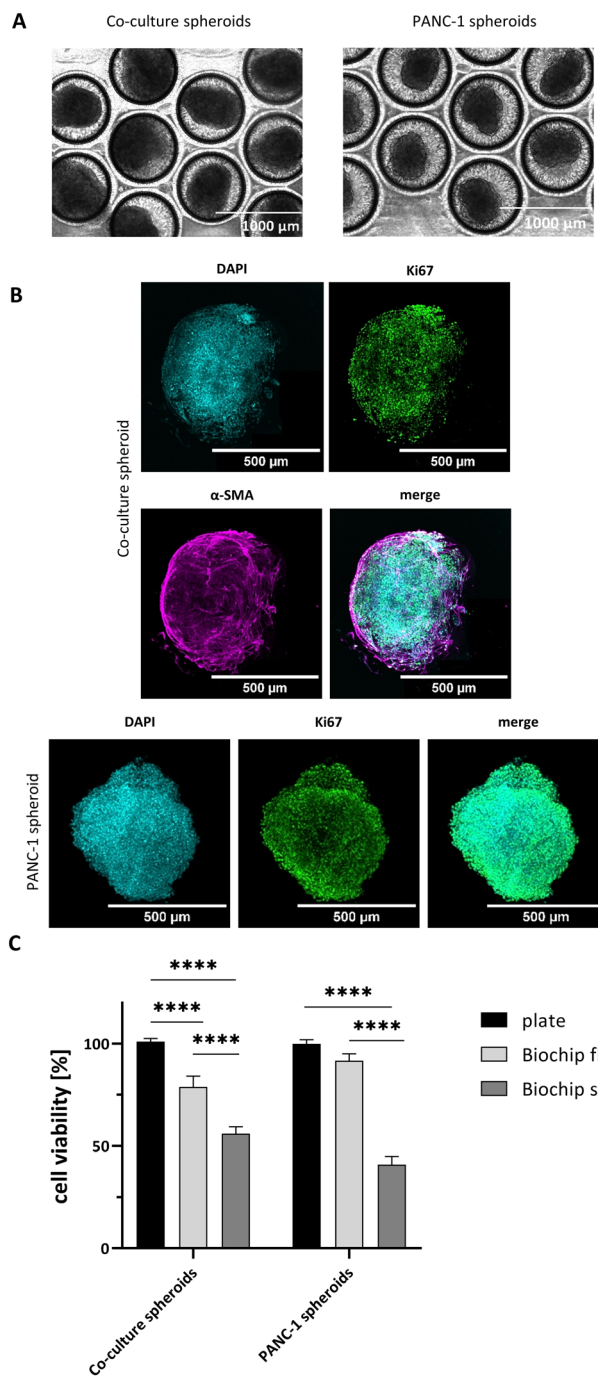 A
Co-culture spheroids
PANC-1 spheroids
1000 µm
1000 µm
B
DAPI
Ki67
Co-culture spheroid
500 µm
500 µm
α-SMA
merge
500 µm
500 µm
DAPI
Ki67
merge
PANC-1 spheroid
500 µm
500 µm
500 µm
C
****
****
****
****
****
plate
Biochip f
Biochip s
cell viability [%]
100
50
0
Co-culture spheroids
PANC-1 spheroids